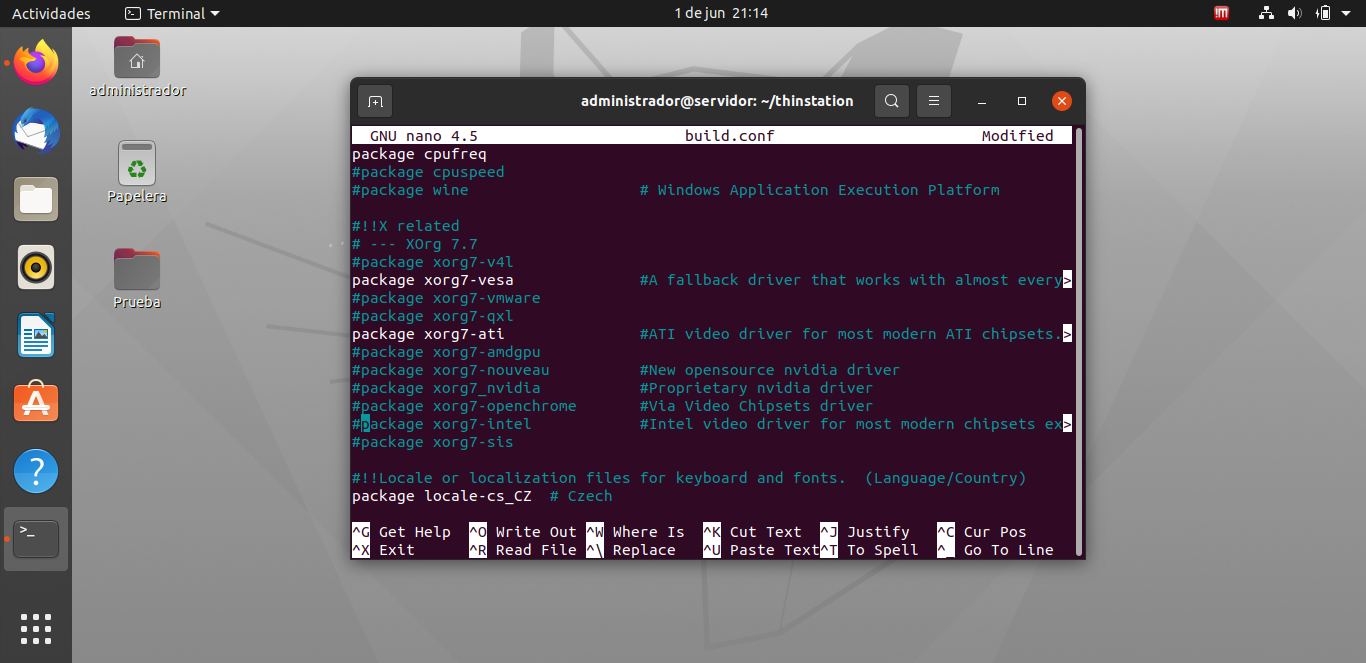 Actividades
Terminal
1 de jun 21:14
administrador
Papelera
Prueba
administrador@servidor: ~/thinstation
GNU nano 4.5 build.conf Modified
package cpufreq
#package cpuspeed
#package wine # Windows Application Execution Platform
#!!X related
# --- XOrg 7.7
#package xorg7-v4l
package xorg7-vesa #A fallback driver that works with almost every>
#package xorg7-vmware
#package xorg7-qxl
package xorg7-ati #ATI video driver for most modern ATI chipsets.>
#package xorg7-amdgpu
#package xorg7-nouveau #New opensource nvidia driver
#package xorg7_nvidia #Proprietary nvidia driver
#package xorg7-openchrome #Via Video Chipsets driver
#package xorg7-intel #Intel video driver for most modern chipsets ex>
#package xorg7-sis
#!!Locale or localization files for keyboard and fonts. (Language/Country)
package locale-cs_CZ # Czech
^G Get Help ^O Write Out ^W Where Is ^K Cut Text ^J Justify ^C Cur Pos
^X Exit ^R Read File ^\ Replace ^U Paste Text^T To Spell ^_ Go To Line